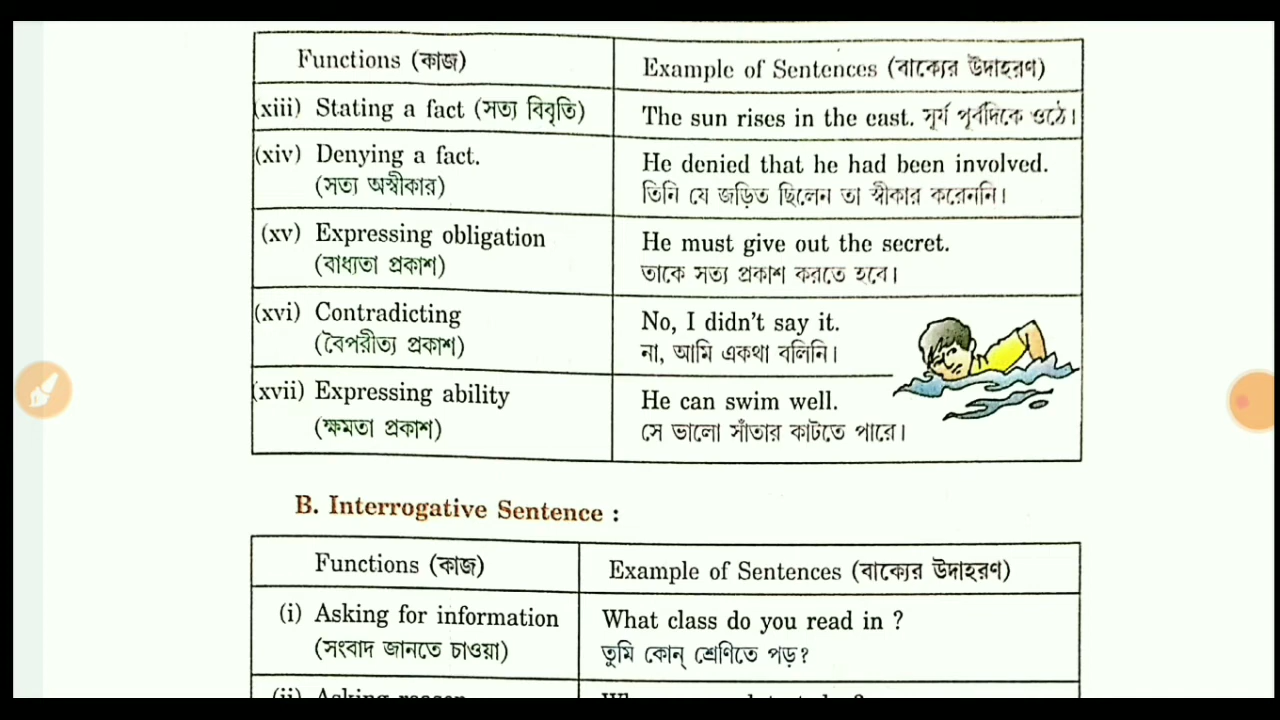 Functions (কাজ)
Example of Sentences (বাক্যের উদাহরণ)
(xiii) Stating a fact (সত্য বিবৃতি)
The sun rises in the east. সূর্য পূর্বদিকে ওঠে।
(xiv) Denying a fact.
(সত্য অস্বীকার)
He denied that he had been involved.
তিনি যে জড়িত ছিলেন তা স্বীকার করেননি।
(xv) Expressing obligation
(বাধ্যতা প্রকাশ)
He must give out the secret.
তাকে সত্য প্রকাশ করতে হবে।
(xvi) Contradicting
(বৈপরীত্য প্রকাশ)
No, I didn't say it.
না, আমি একথা বলিনি।
(xvii) Expressing ability
(ক্ষমতা প্রকাশ)
He can swim well.
সে ভালো সাঁতার কাটতে পারে।
B. Interrogative Sentence :
Functions (কাজ)
Example of Sentences (বাক্যের উদাহরণ)
(i) Asking for information
(সংবাদ জানতে চাওয়া)
What class do you read in ?
তুমি কোন্ শ্রেণিতে পড়?
(ii) Asking reason